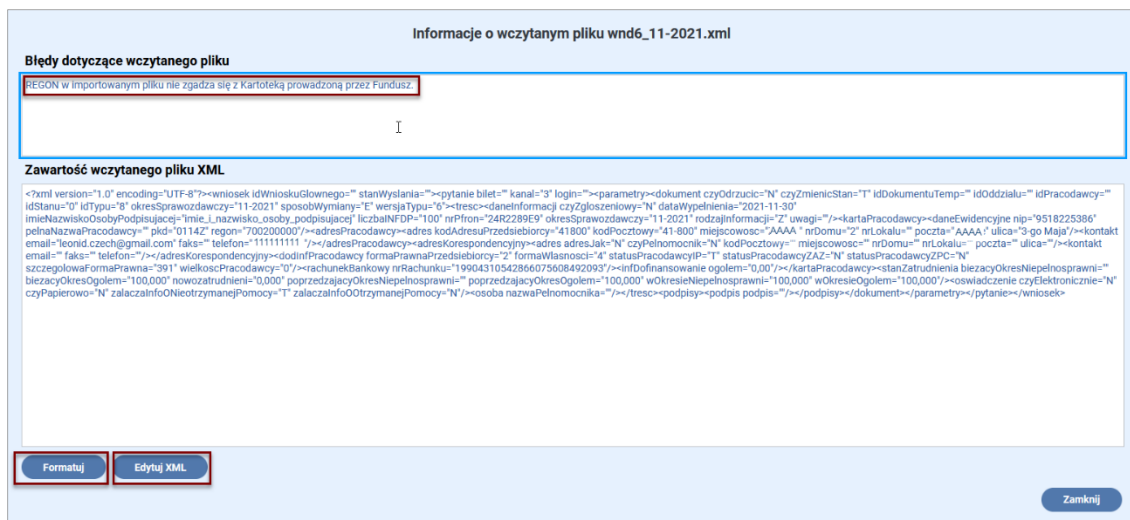 Informacje o wczytanym pliku wnd6_11-2021.xml
Błędy dotyczące wczytanego pliku
REGON w importowanym pliku nie zgadza się z Kartoteką prowadzoną przez Fundusz.
Zawartość wczytanego pliku XML
<?xml version="1.0" encoding="UTF-8"?><wniosek idWnioskuGlownego="" stanWyslania=""><pytanie bilet="" kanal="3" login=""><parametry><dokument czyOdrzucic="N" czyZmienicStan="T" idDokumentuTemp="" idOddzialu="" idPracodawcy=""
idStanu="0" idTypu="8" okresSprawozdawczy="11-2021" sposobWymiany="E" wersjaTypu="6"><tresc><daneInformacji czyZgloszeniowy="N" dataWypelnienia="2021-11-30"
imieNazwiskoOsobyPodpisujacej="imie_i_nazwisko_osoby_podpisujacej" liczbaINFDP="100" nrPfron="24R2289E9" okresSprawozdawczy="11-2021" rodzajInformacji="Z" uwagi=""/><kartaPracodawcy><daneEwidencyjne nip="9518225386"
pelnaNazwaPracodawcy="" pkd="0114Z" regon="700200000"/><adresPracodawcy><adres kodAdresuPrzedsiebiorcy="41800" kodPocztowy="41-800" miejscowosc="AAAA " nrDomu="2" nrLokalu="" poczta="AAAA :" ulica="3-go Maja"/><kontakt
email="leonid.czech@gmail.com" faks="" telefon="111111111 "/></adresPracodawcy><adresKorespondencyjny><adres adresJak="N" czyPelnomocnik="N" kodPocztowy="" miejscowosc="" nrDomu="" nrLokalu="" poczta="" ulica=""/><kontakt
email="" faks="" telefon=""/></adresKorespondencyjny><dodInfPracodawcy formaPrawnaPrzedsiebiorcy="2" formaWlasnosci="4" statusPracodawcyIP="T" statusPracodawcyZAZ="N" statusPracodawcyZPC="N"
szczegolowaFormaPrawna="391" wielkoscPracodawcy="0"/><rachunekBankowy nrRachunku="19904310542866075608492093"/><infDofinansowanie ogolem="0,00"/></kartaPracodawcy><stanZatrudnienia biezacyOkresNiepelnosprawni=""
biezacyOkresOgolem="100,000" nowozatrudnieni="0,000" poprzedzajacyOkresNiepelnosprawni="" poprzedzajacyOkresOgolem="100,000" wOkresieNiepelnosprawni="100,000" wOkresieOgolem="100,000"/><oswiadczenie czyElektronicznie="N"
czyPapierowo="N" zalaczaInfoONieotrzymanejPomocy="T" zalaczaInfoOOtrzymanejPomocy="N"/><osoba nazwaPelnomocnika=""/></tresc><podpisy><podpis podpis=""/></podpisy></dokument></parametry></pytanie></wniosek>
Formatuj Edytuj XML
Zamknij